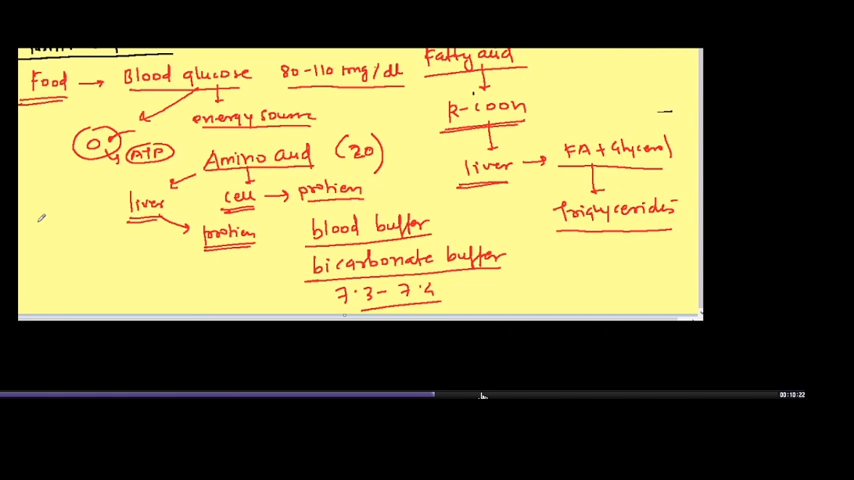 Food → Blood glucose 80-110 mg/dl
energy source
ATP
Amino acid (20)
liver
cell → protien
protien
blood buffer
bicarbonate buffer
7.3 - 7.4
Fatty acid
R-COOH
liver → FA + Glycerol
Triglycerides
00:10:22